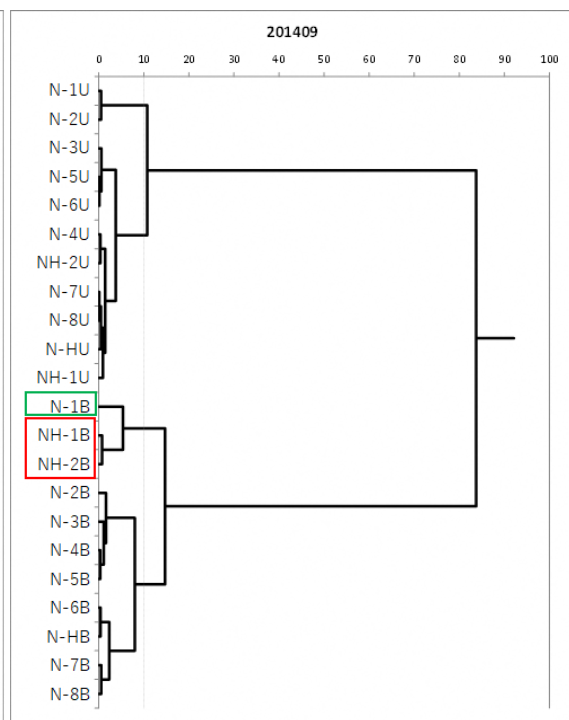 201409
0 10 20 30 40 50 60 70 80 90 100
N-1U
N-2U
N-3U
N-5U
N-6U
N-4U
NH-2U
N-7U
N-8U
N-HU
NH-1U
N-1B
NH-1B
NH-2B
N-2B
N-3B
N-4B
N-5B
N-6B
N-HB
N-7B
N-8B